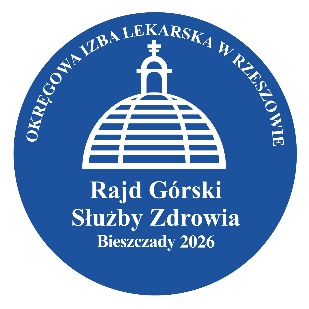 OKRĘGOWA IZBA LEKARSKA W RZESZOWIE
Rajd Górski
Służby Zdrowia
Bieszczady 2026